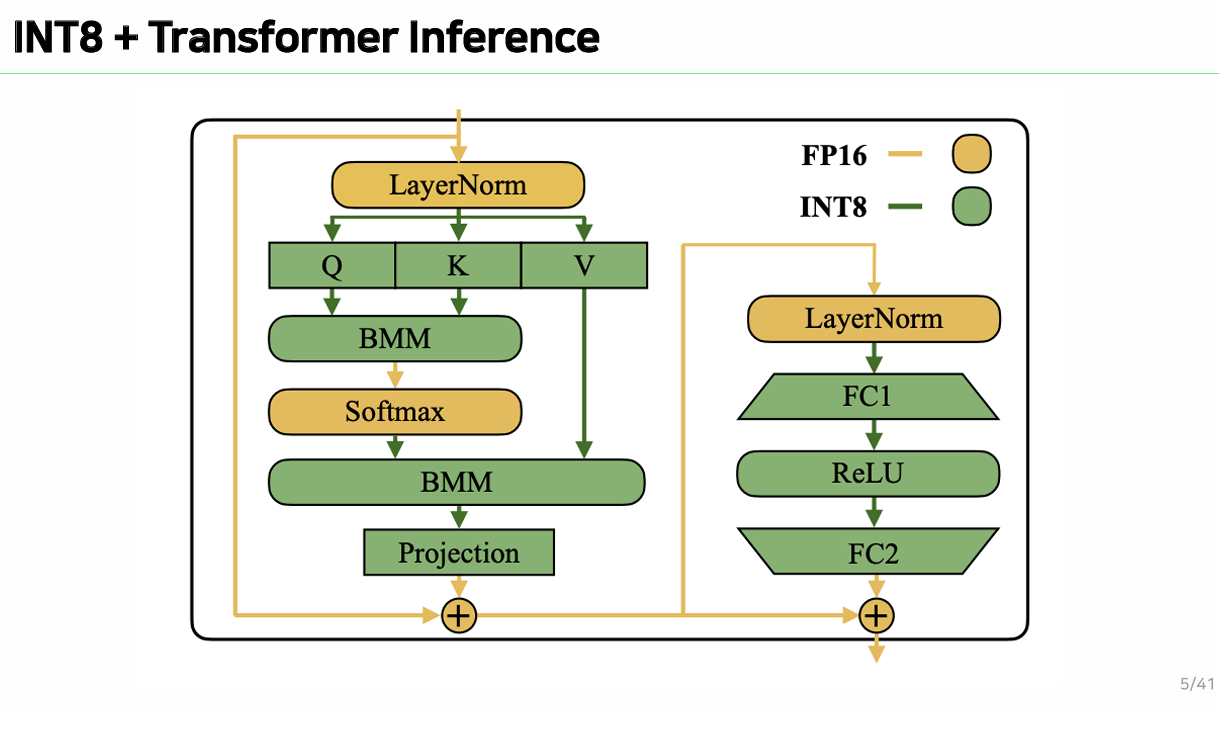 INT8 + Transformer Inference
FP16
INT8
LayerNorm
Q K V
BMM
Softmax
BMM
Projection
+
LayerNorm
FC1
ReLU
FC2
+
5/41